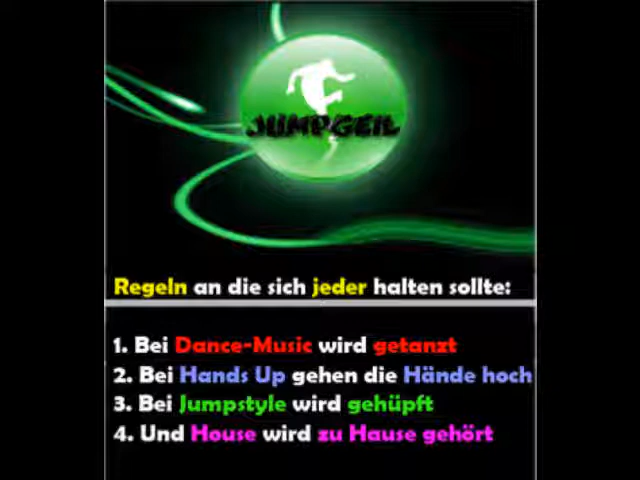 JUMPGEIL
Regeln an die sich jeder halten sollte:
1. Bei Dance-Music wird getanzt
2. Bei Hands Up gehen die Hände hoch
3. Bei Jumpstyle wird gehüpft
4. Und House wird zu Hause gehört